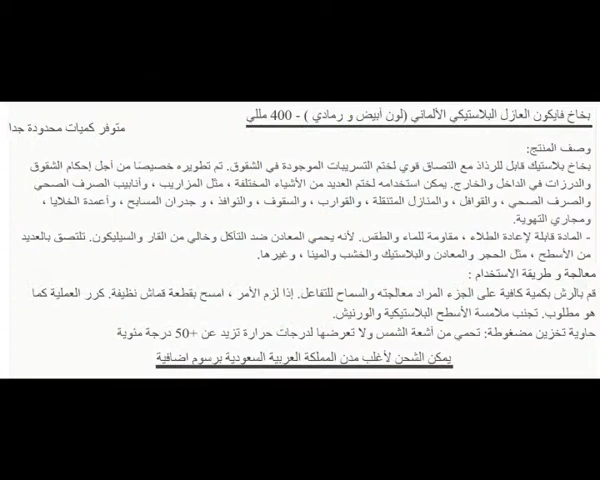 بخاخ فايكون العازل البلاستيكي الألماني (لون أبيض و رمادي ) - 400 مللي
متوفر كميات محدودة جدا
وصف المنتج:
بخاخ بلاستيك قابل للرذاذ مع التصاق قوي لختم التسريبات الموجودة في الشقوق. تم تطويره خصيصًا من أجل إحكام الشقوق
والدرزات في الداخل والخارج. يمكن استخدامه لختم العديد من الأشياء المختلفة ، مثل المزاريب ، وأنابيب الصرف الصحي
والصرف الصحي ، والقوافل ، والمنازل المتنقلة ، والقوارب ، والسقوف ، والنوافذ ، و جدران المسابح ، وأعمدة الخلايا ،
ومجاري التهوية.
- المادة قابلة لإعادة الطلاء ، مقاومة للماء والطقس. لأنه يحمي المعادن ضد التآكل وخالي من القار والسيليكون. تلتصق بالعديد
من الأسطح ، مثل الحجر والمعادن والبلاستيك والخشب والمينا ، وغيرها.
معالجة و طريقة الاستخدام :
قم بالرش بكمية كافية على الجزء المراد معالجته والسماح للتفاعل. إذا لزم الأمر ، امسح بقطعة قماش نظيفة. كرر العملية كما
هو مطلوب. تجنب ملامسة الأسطح البلاستيكية والورنيش.
حاوية تخزين مضغوطة: تحمي من أشعة الشمس ولا تعرضها لدرجات حرارة تزيد عن +50 درجة مئوية
يمكن الشحن لأغلب مدن المملكة العربية السعودية برسوم اضافية